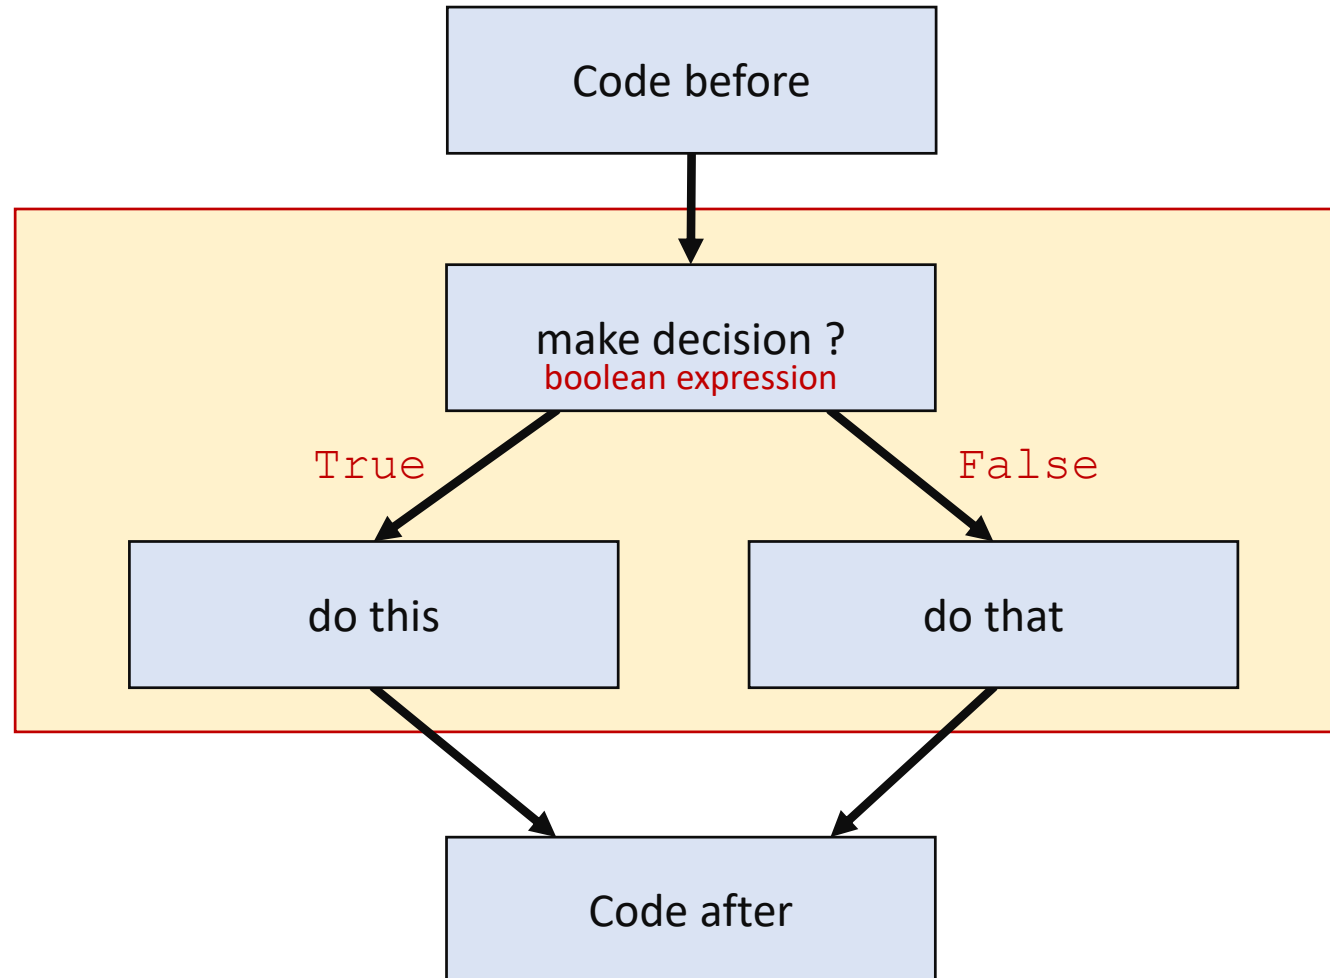 Code before
make decision ?
boolean expression
True
False
do this
do that
Code after